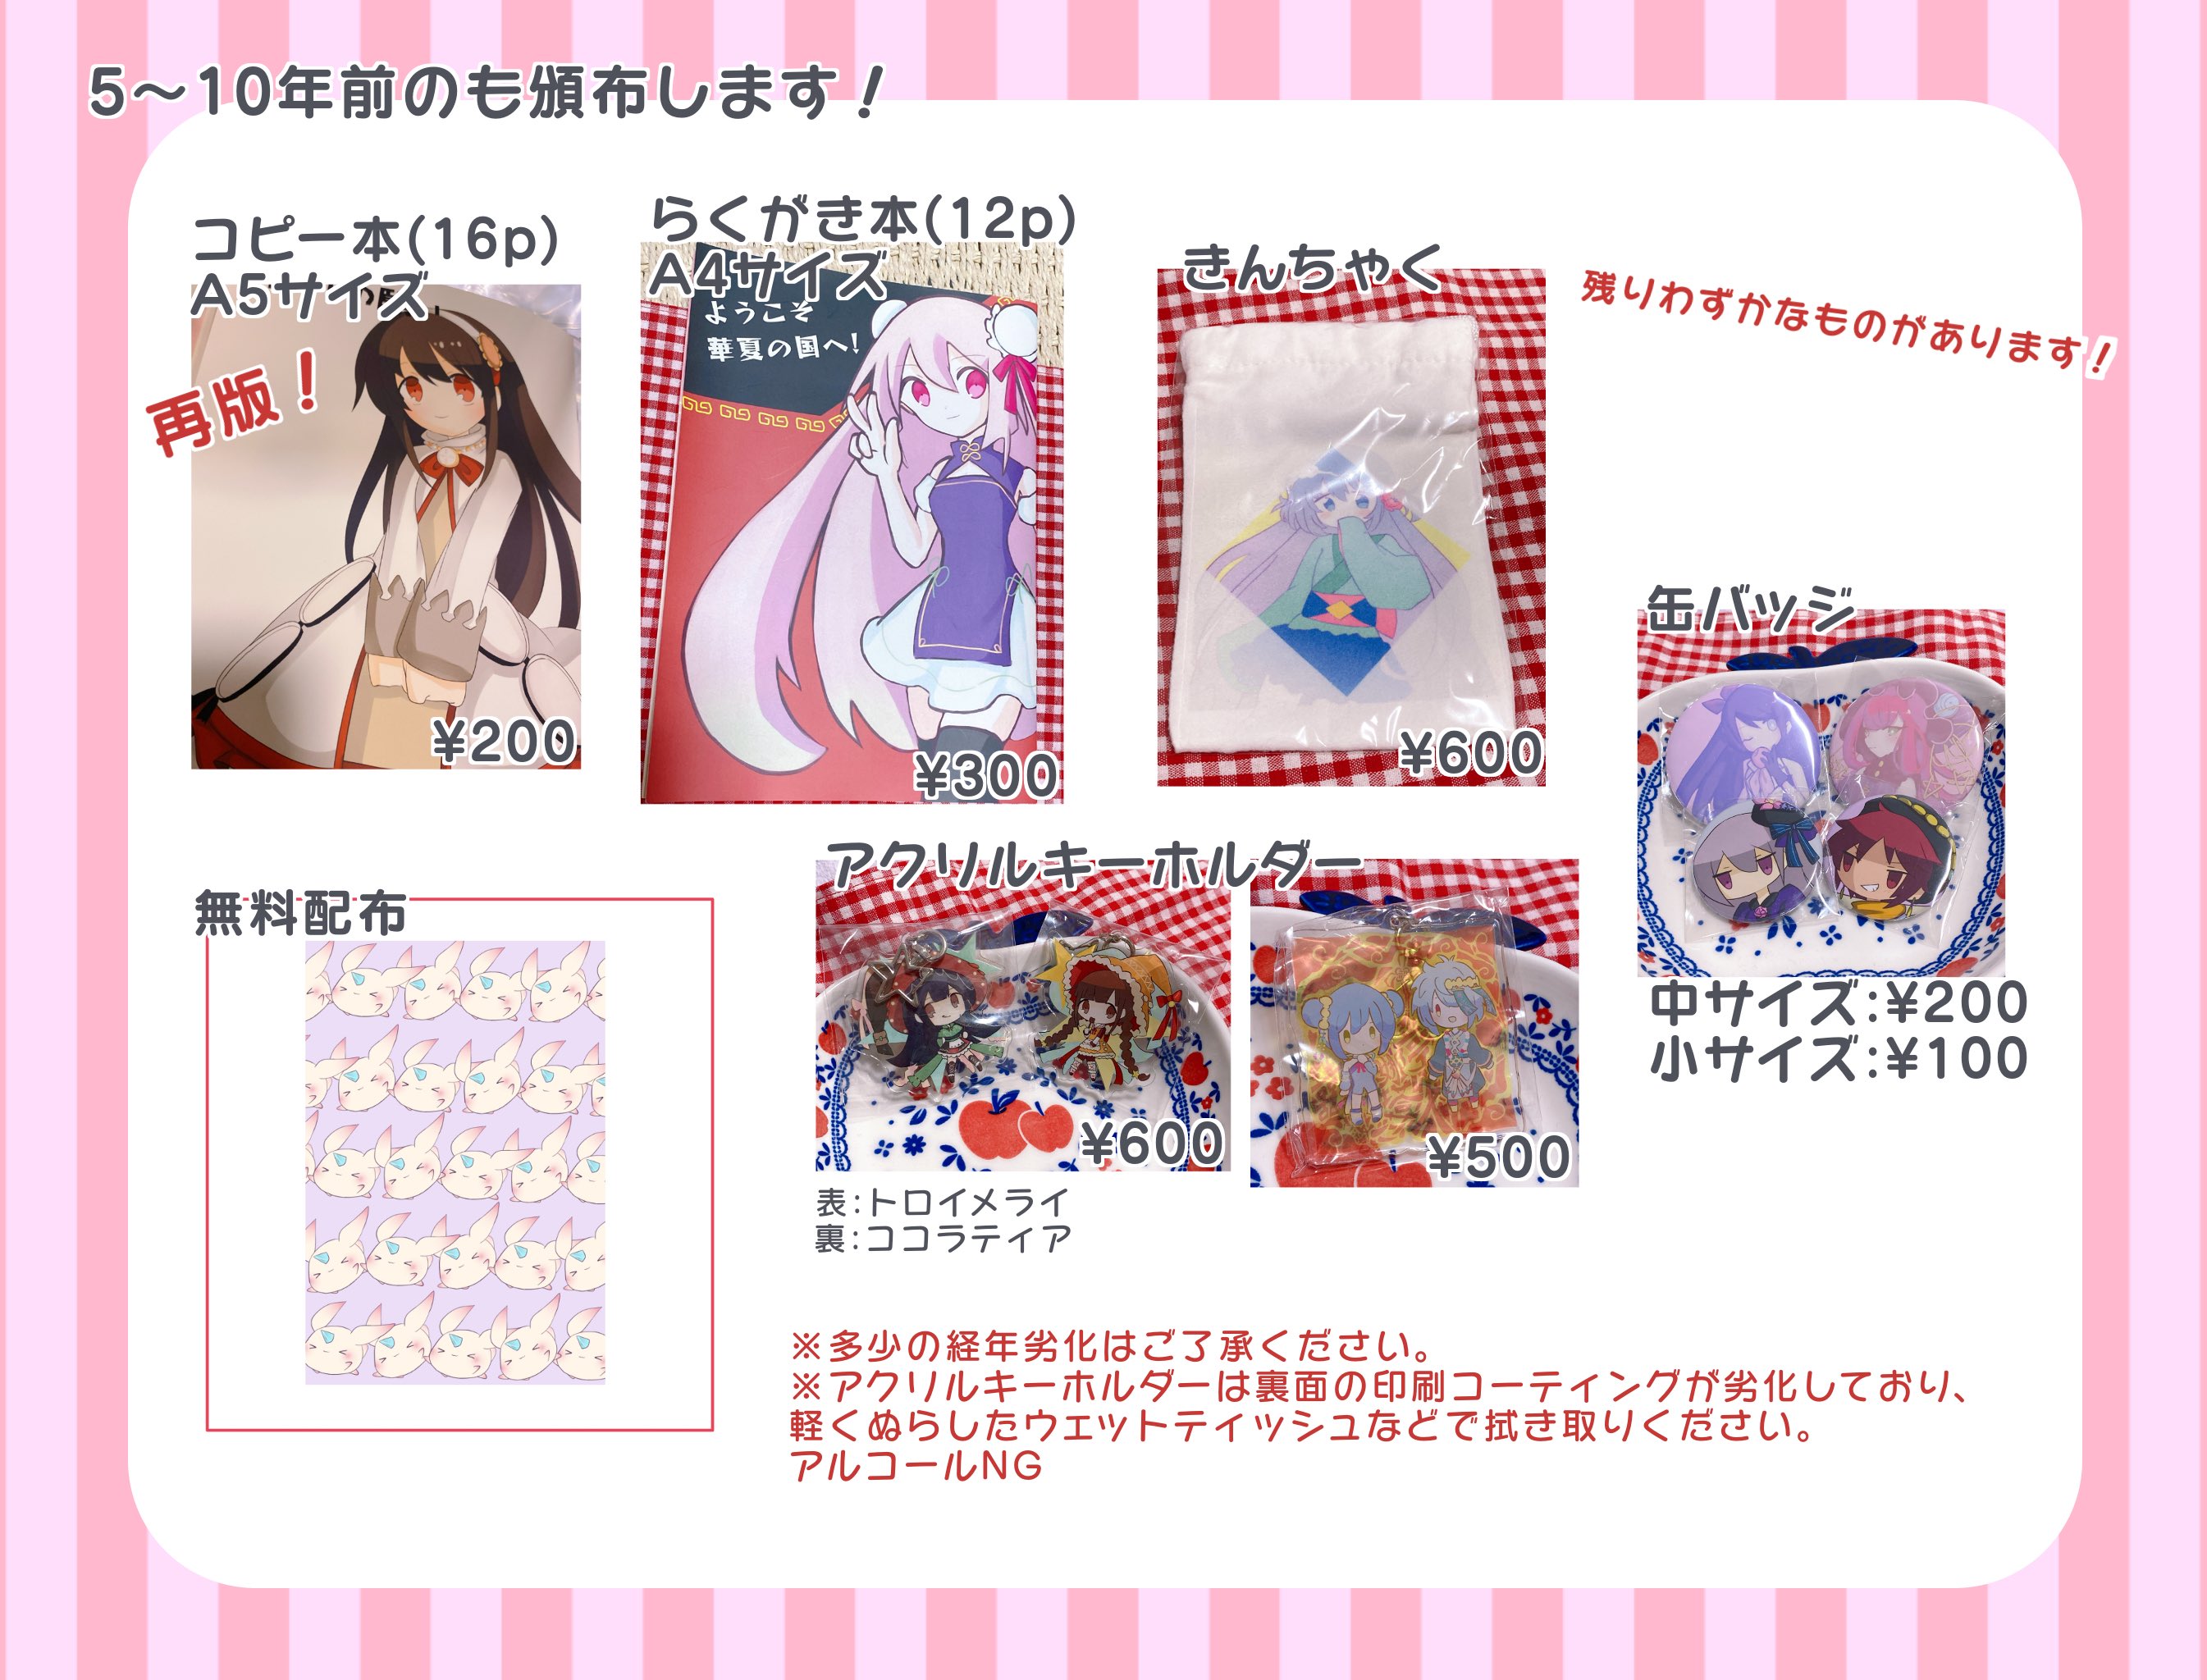 5～10年前のも頒布します！
コピー本(16p)
A5サイズ
再版！
¥200
らくがき本(12p)
A4サイズ
ようこそ
華夏の国へ!
¥300
きんちゃく
¥600
残りわずかなものがあります！
缶バッジ
中サイズ:¥200
小サイズ:¥100
無料配布
アクリルキーホルダー
¥600
¥500
表:トロイメライ
裏:ココラティア
※多少の経年劣化はご了承ください。
※アクリルキーホルダーは裏面の印刷コーティングが劣化しており、
軽くぬらしたウェットティッシュなどで拭き取りください。
アルコールNG